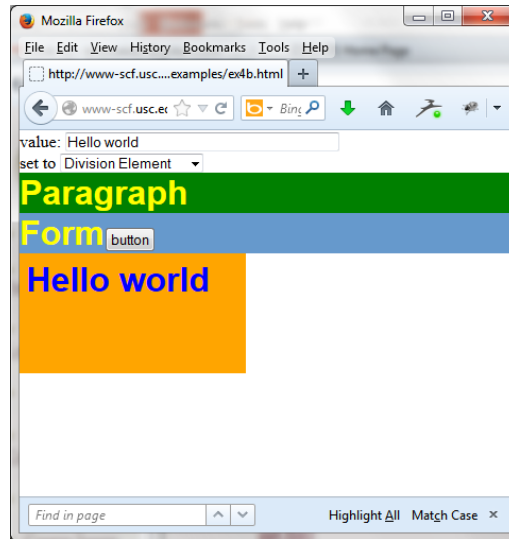 Mozilla Firefox
File Edit View History Bookmarks Tools Help
http://www-scf.usc....examples/ex4b.html
www-scf.usc.ec Bing
value: Hello world
set to Division Element
Paragraph
Form button
Hello world
Find in page Highlight All Match Case